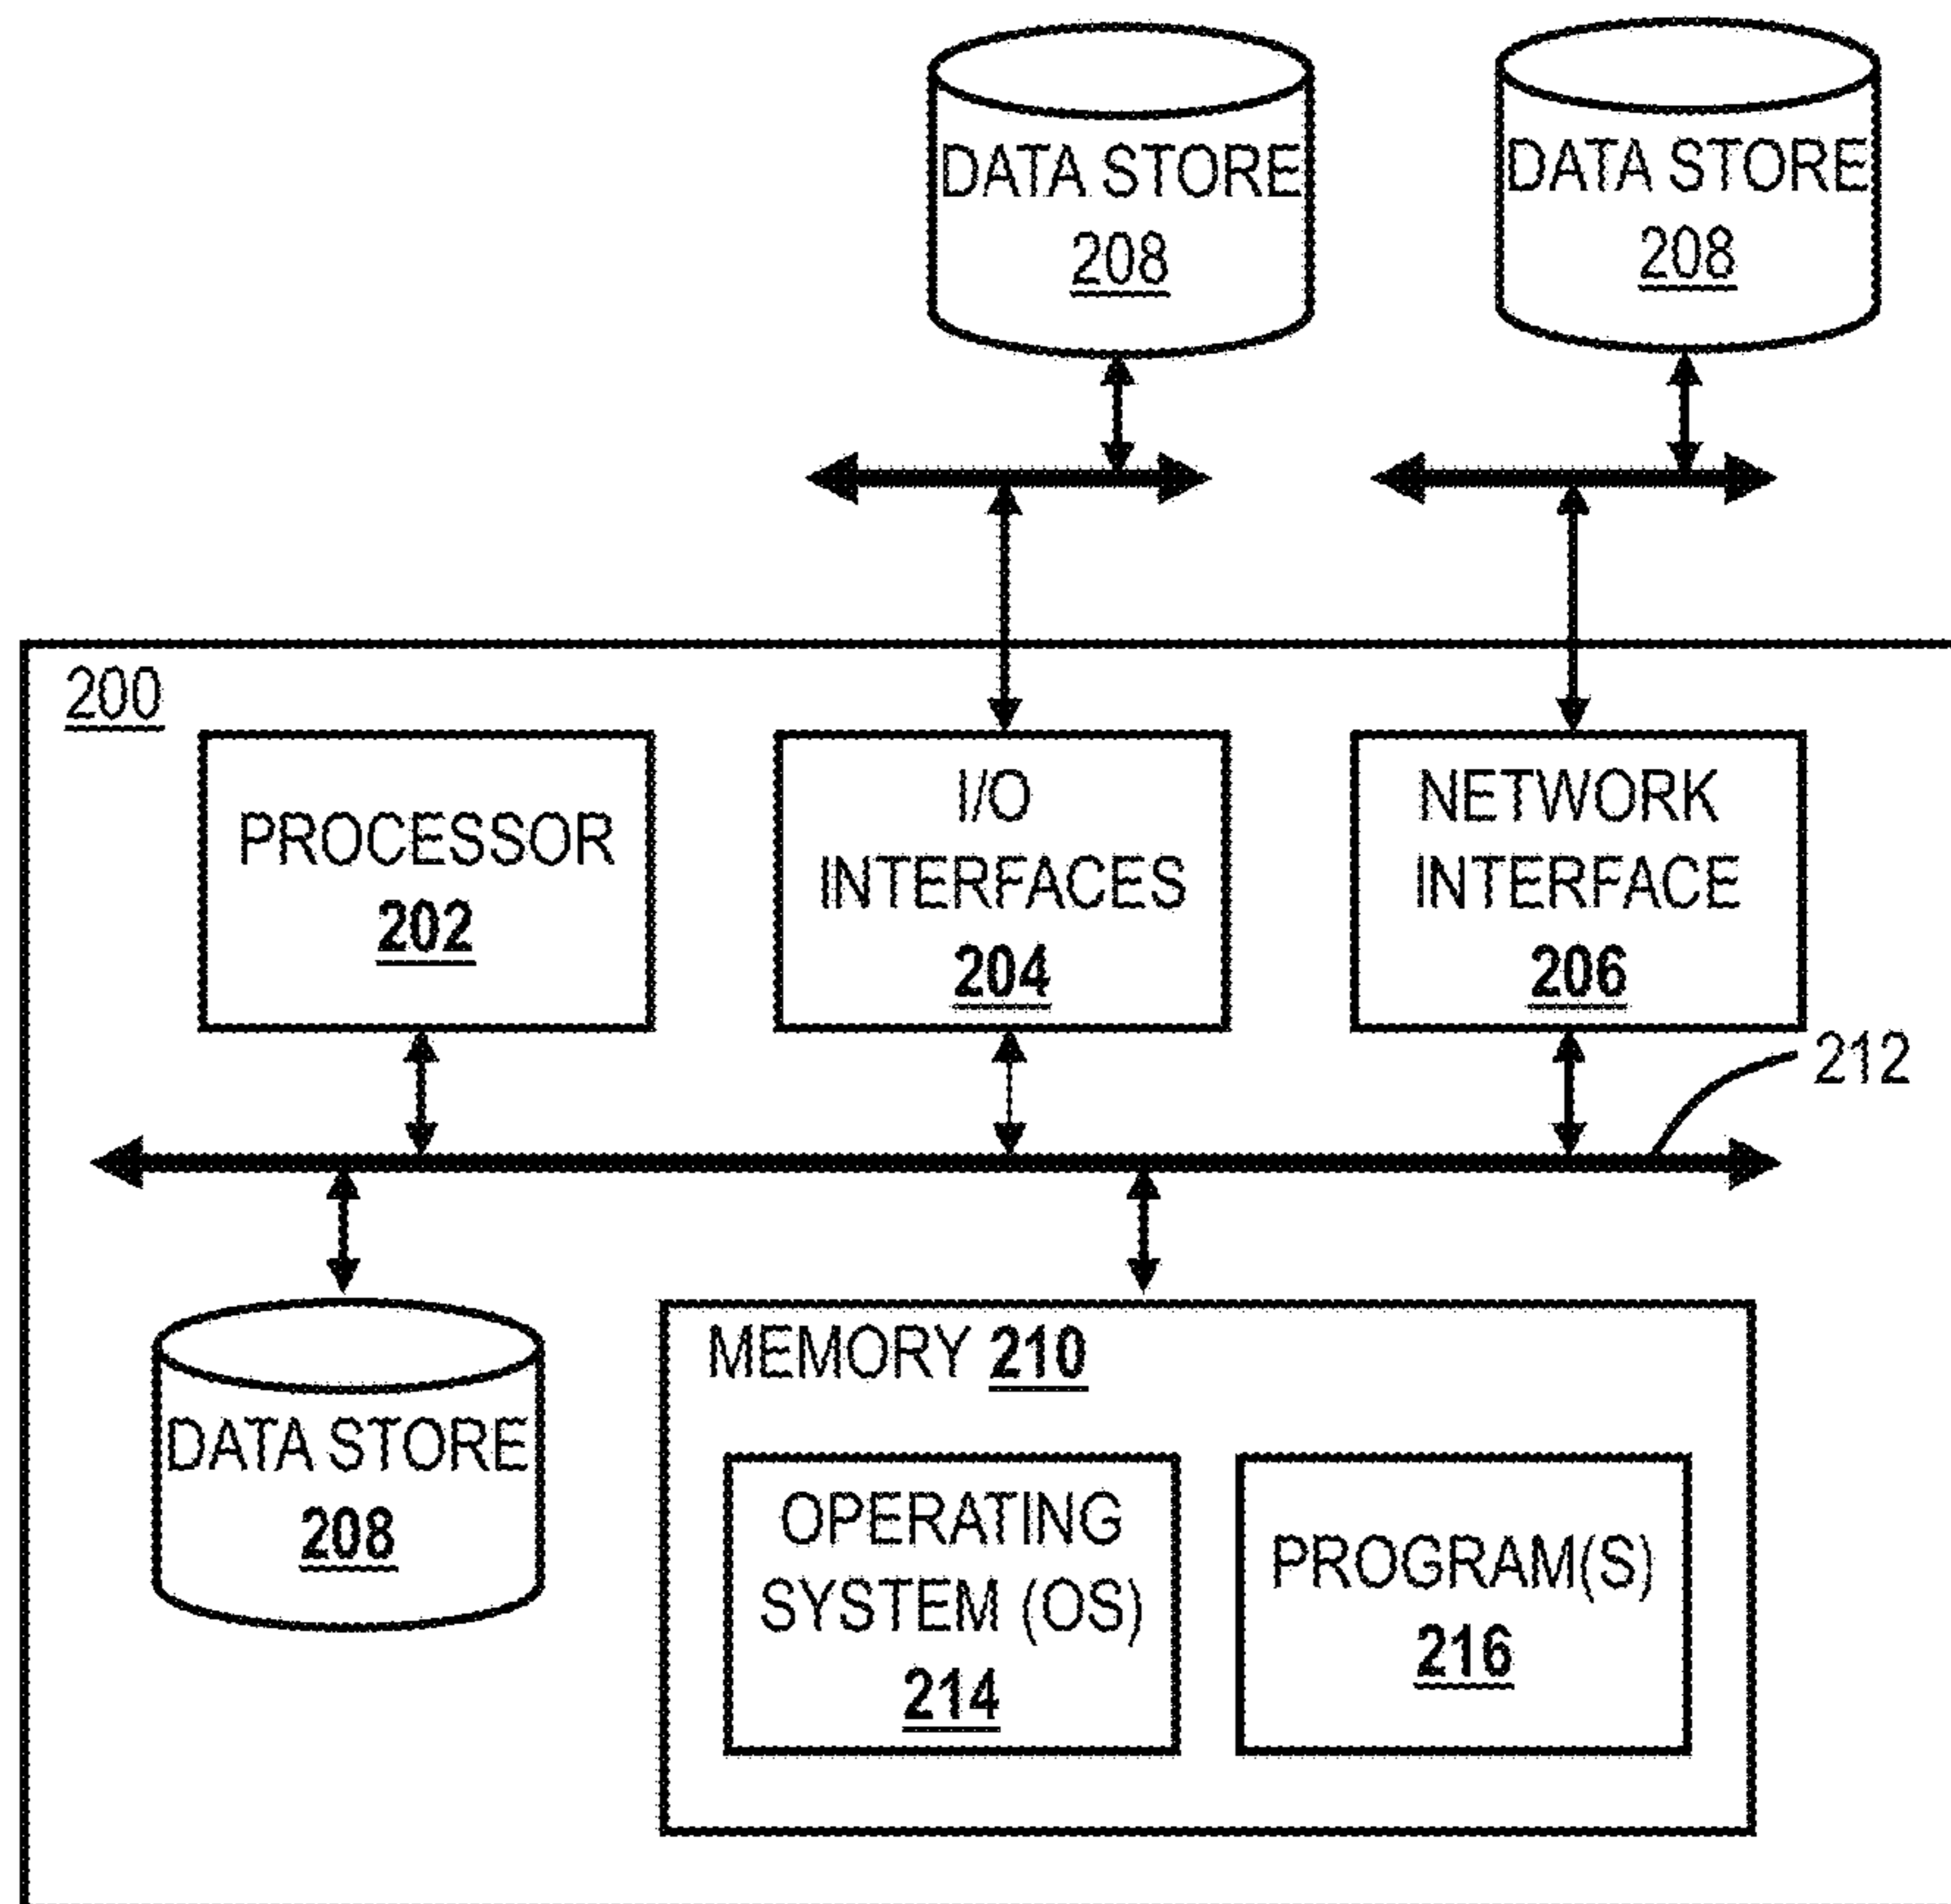 DATA STORE
208
DATA STORE
208
200
PROCESSOR
202
I/O
INTERFACES
204
NETWORK
INTERFACE
206
212
DATA STORE
208
MEMORY 210
OPERATING
SYSTEM (OS)
214
PROGRAM(S)
216